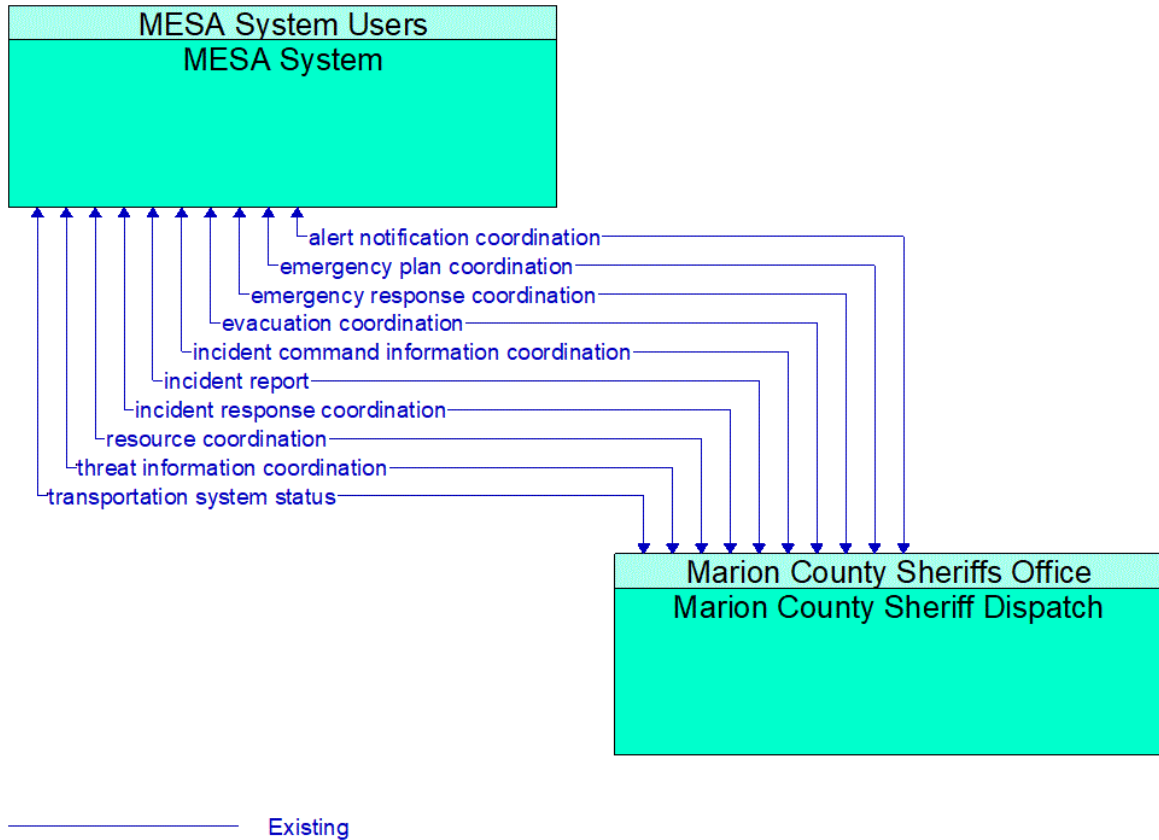 MESA System Users
MESA System
alert notification coordination
emergency plan coordination
emergency response coordination
evacuation coordination
incident command information coordination
incident report
incident response coordination
resource coordination
threat information coordination
transportation system status
Marion County Sheriffs Office
Marion County Sheriff Dispatch
Existing